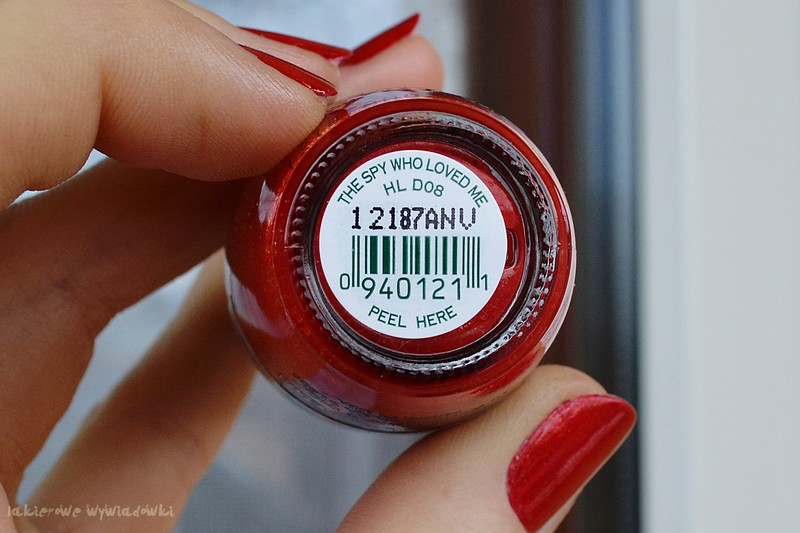 THE SPY WHO LOVED ME
HL D08
12187ANV
0 940121 1
PEEL HERE
lakierowe wywiadówki